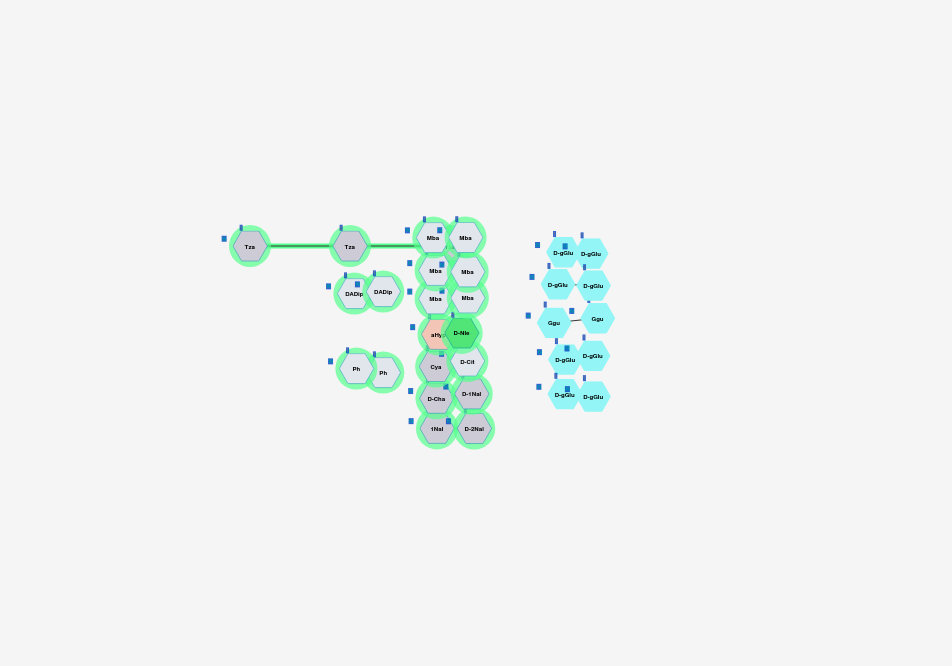 Tza Tza Mba Mba
D-gGlu D-gGlu
Mba Mba
D-gGlu D-gGlu
DADip DADip
Mba Mba
Ggu Ggu
D-Nle
Cya D-Cit
D-gGlu D-gGlu
Ph Ph
D-Cha D-1Nal
D-gGlu D-gGlu
1Nal D-2Nal